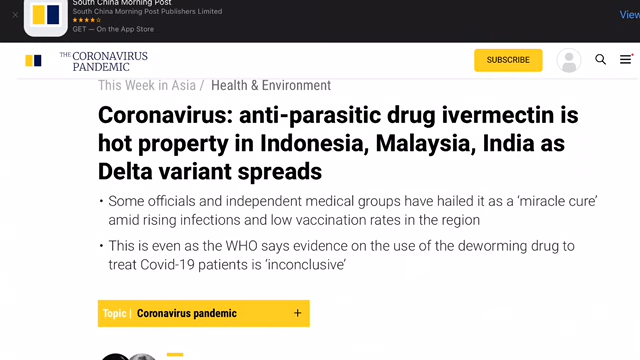 South China Morning Post
South China Morning Post Publishers Limited
GET — On the App Store
View
THE CORONAVIRUS
PANDEMIC
SUBSCRIBE
This Week in Asia / Health & Environment
Coronavirus: anti-parasitic drug ivermectin is
hot property in Indonesia, Malaysia, India as
Delta variant spreads
• Some officials and independent medical groups have hailed it as a ‘miracle cure’
amid rising infections and low vaccination rates in the region
• This is even as the WHO says evidence on the use of the deworming drug to
treat Covid-19 patients is ‘inconclusive’
Topic | Coronavirus pandemic +